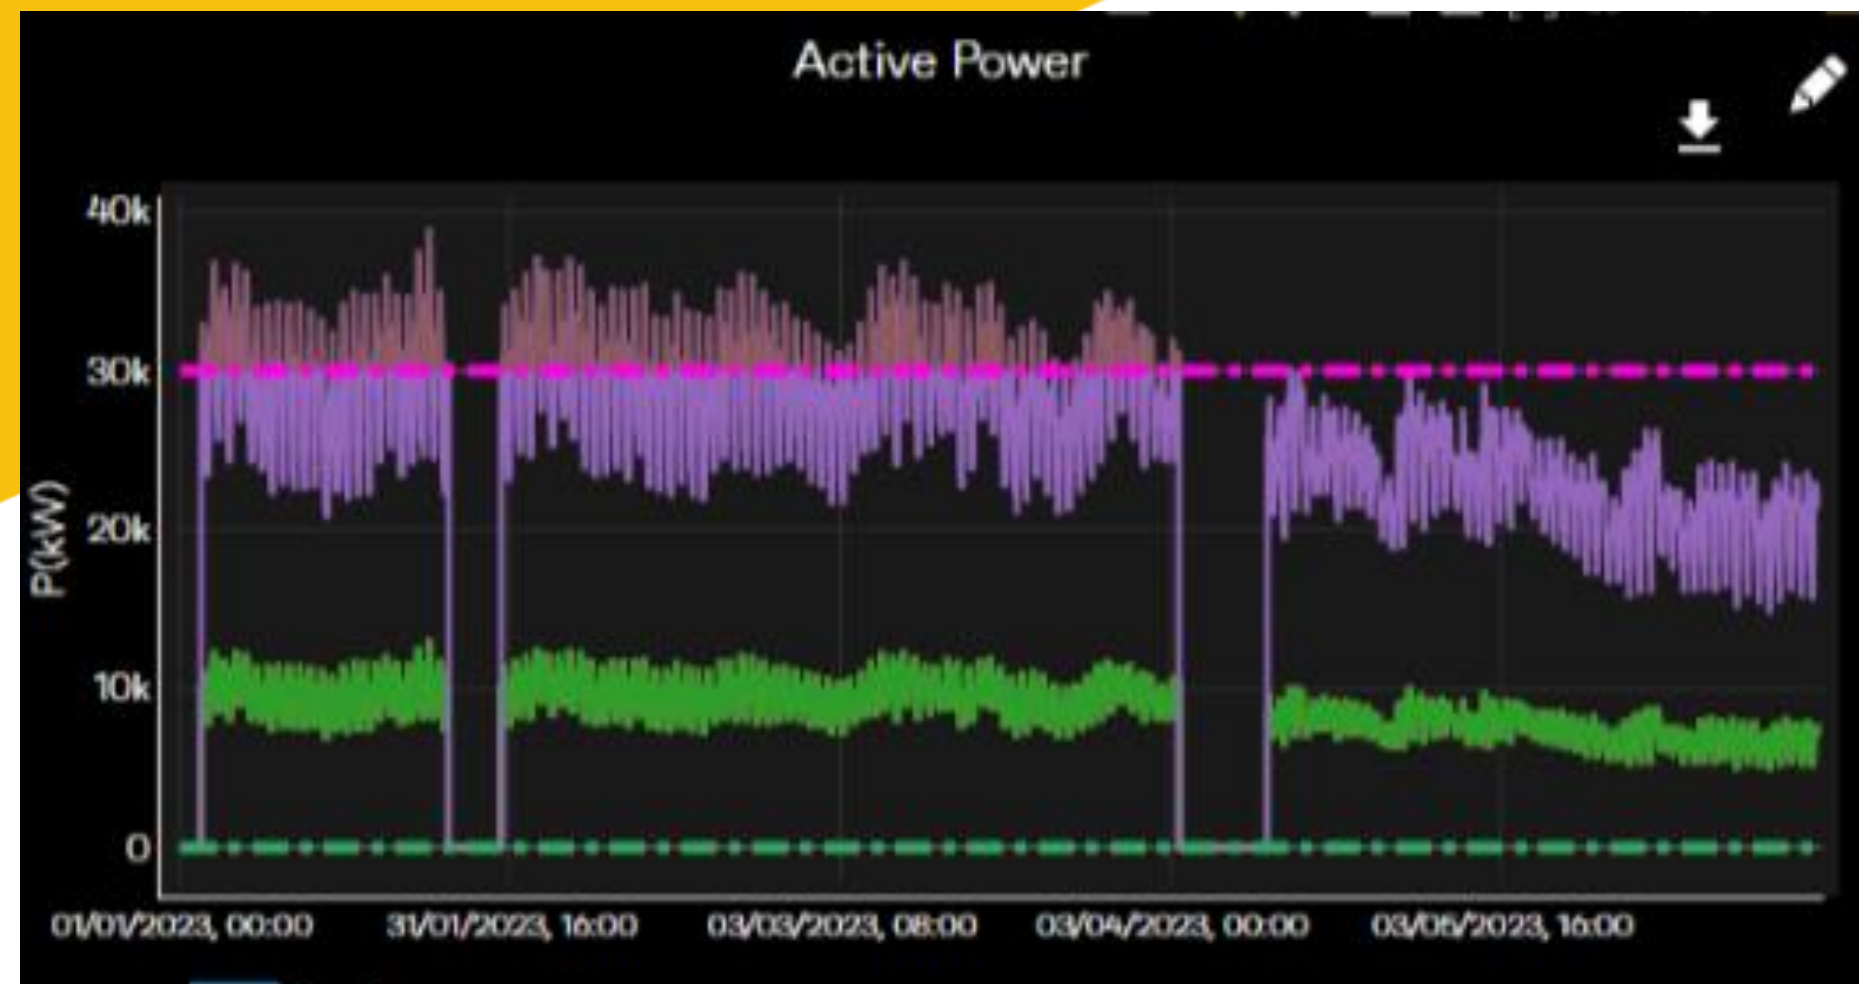 Active Power
P(kW)
40k
30k
20k
10k
0
01/01/2023, 00:00
31/01/2023, 16:00
03/03/2023, 08:00
03/04/2023, 00:00
03/05/2023, 16:00